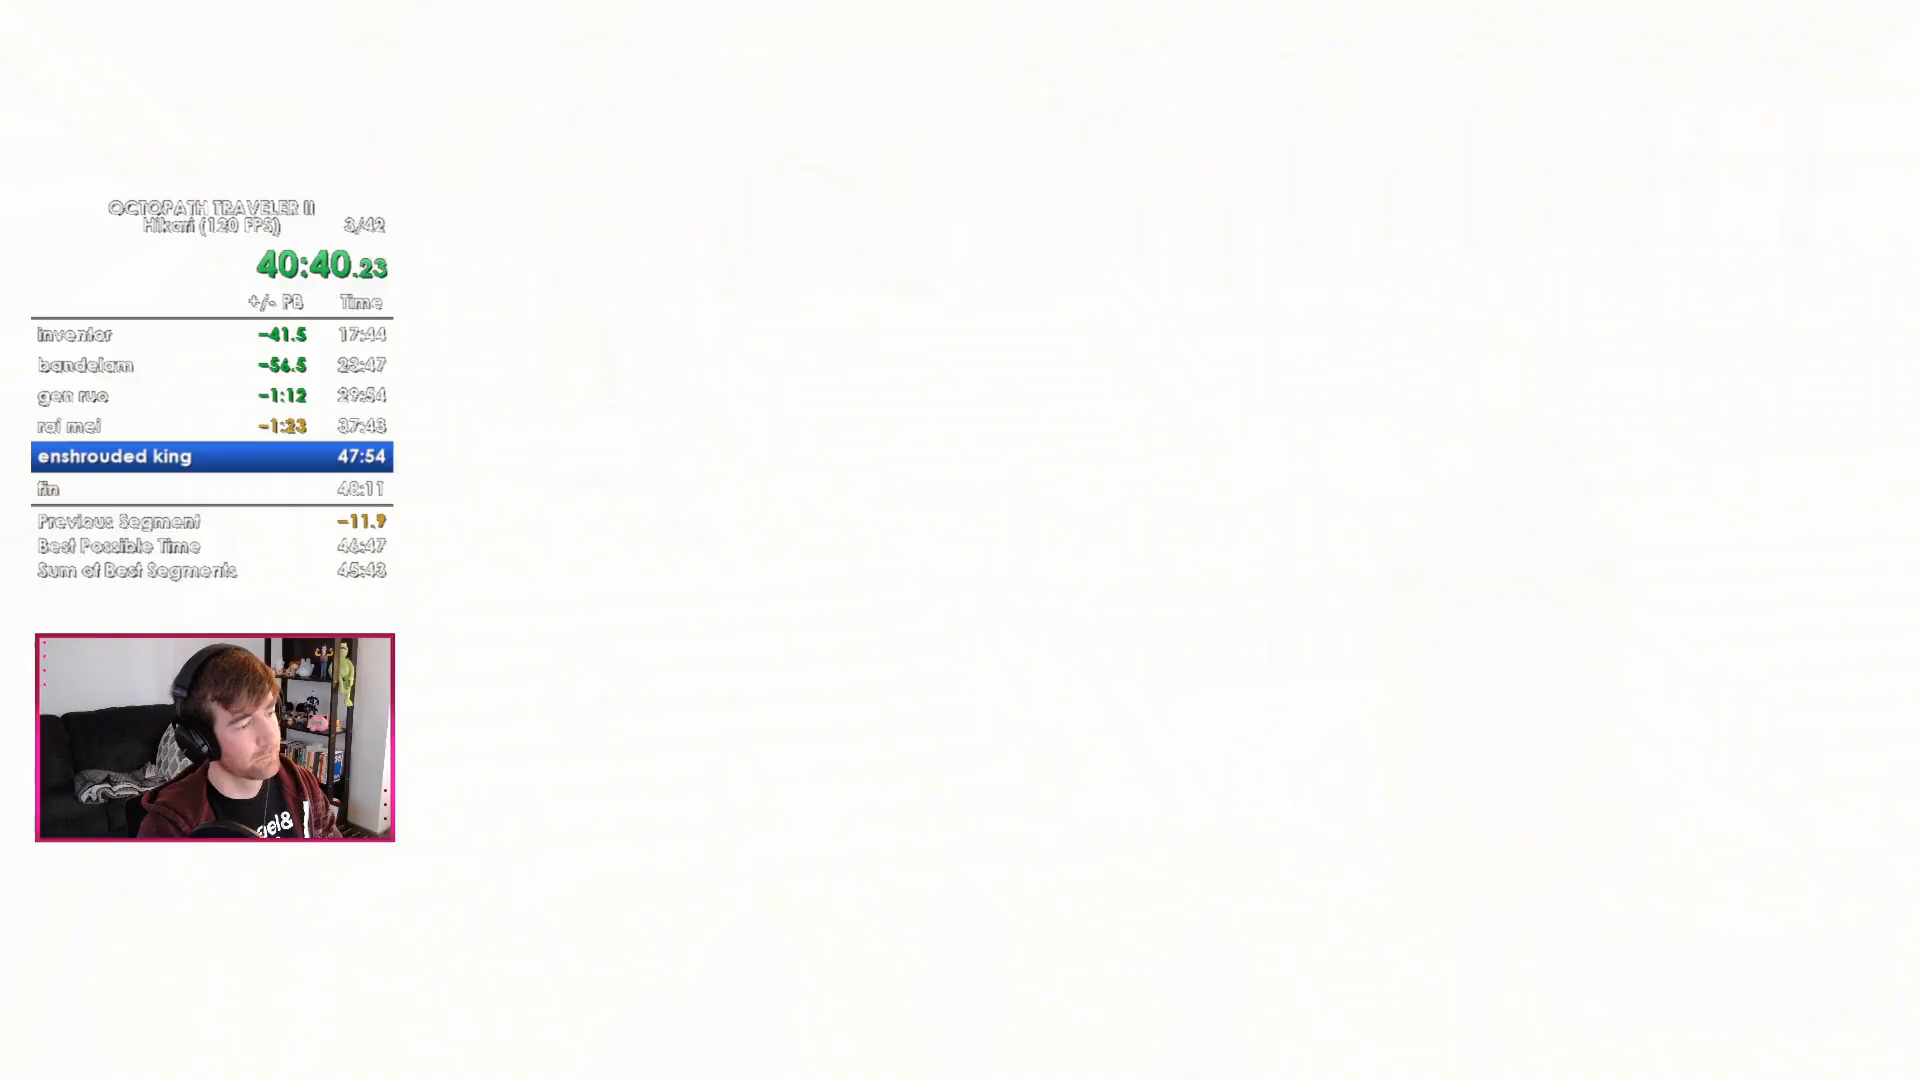 OCTOPATH TRAVELER II
Hikari (120 FPS) 3/42
40:40.23
+/- PB Time
inventor -41.5 17:44
bandelam -56.5 23:47
gen ruo -1:12 29:54
rai mei -1:23 37:43
enshrouded king 47:54
fin 48:11
Previous Segment -11.9
Best Possible Time 46:47
Sum of Best Segments 45:43